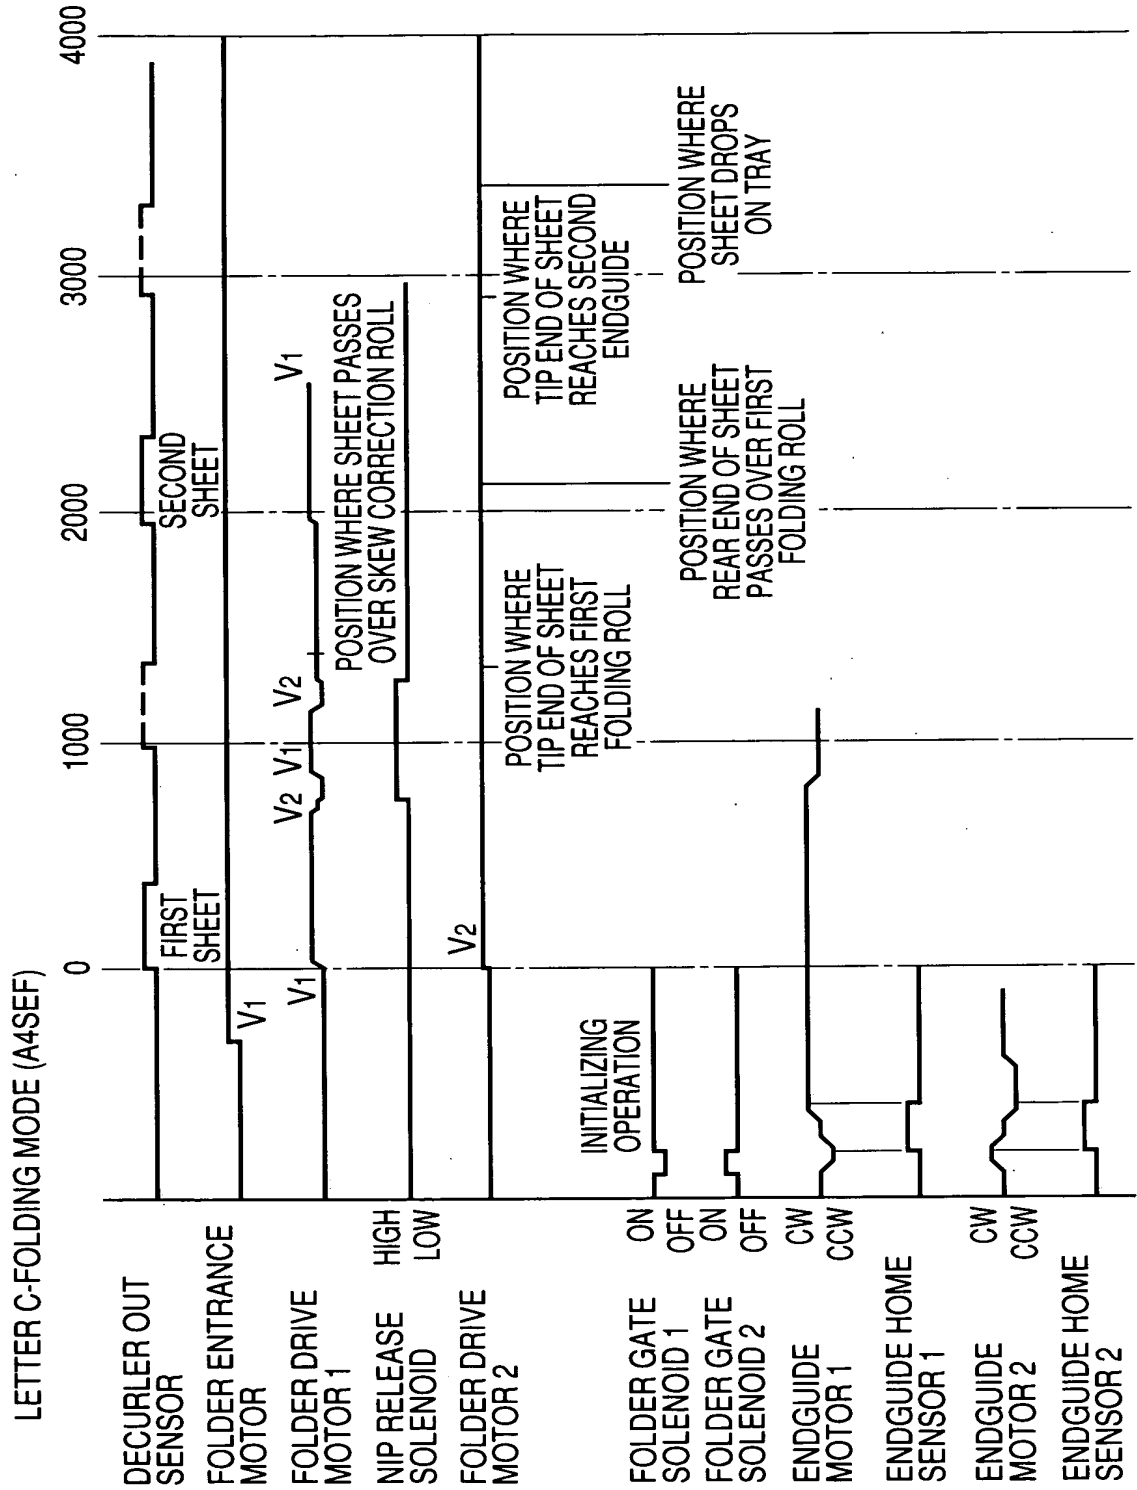 LETTER C-FOLDING MODE (A4SEF)
0
1000
2000
3000
4000
DECURLER OUT
SENSOR
FIRST
SHEET
SECOND
SHEET
FOLDER ENTRANCE
MOTOR
V1
FOLDER DRIVE
MOTOR 1
V1
V2
V1
V2
V1
POSITION WHERE SHEET PASSES
OVER SKEW CORRECTION ROLL
NIP RELEASE
SOLENOID
HIGH
LOW
FOLDER DRIVE
MOTOR 2
V2
POSITION WHERE
TIP END OF SHEET
REACHES FIRST
FOLDING ROLL
POSITION WHERE
TIP END OF SHEET
REACHES SECOND
ENDGUIDE
POSITION WHERE
REAR END OF SHEET
PASSES OVER FIRST
FOLDING ROLL
POSITION WHERE
SHEET DROPS
ON TRAY
INITIALIZING
OPERATION
FOLDER GATE
SOLENOID 1
ON
OFF
FOLDER GATE
SOLENOID 2
ON
OFF
ENDGUIDE
MOTOR 1
CW
CCW
ENDGUIDE HOME
SENSOR 1
ENDGUIDE
MOTOR 2
CW
CCW
ENDGUIDE HOME
SENSOR 2